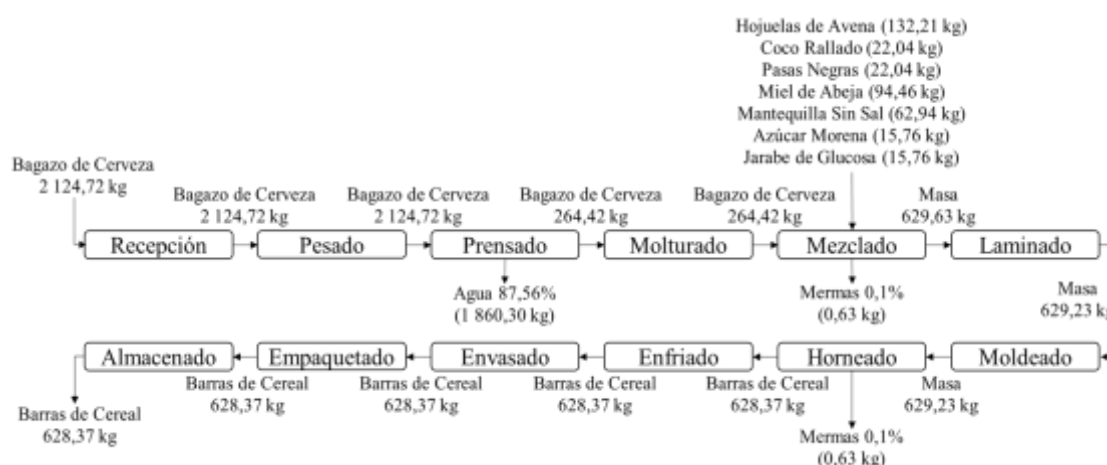 Hojuelas de Avena (132,21 kg)
Coco Rallado (22,04 kg)
Pasas Negras (22,04 kg)
Miel de Abeja (94,46 kg)
Mantequilla Sin Sal (62,94 kg)
Azúcar Morena (15,76 kg)
Jarabe de Glucosa (15,76 kg)
Bagazo de Cerveza
2 124,72 kg
Bagazo de Cerveza
2 124,72 kg
Bagazo de Cerveza
2 124,72 kg
Bagazo de Cerveza
264,42 kg
Bagazo de Cerveza
264,42 kg
Masa
629,63 kg
Recepción
Pesado
Prensado
Molturado
Mezclado
Laminado
Agua 87,56%
(1 860,30 kg)
Mermas 0,1%
(0,63 kg)
Masa
629,23 kg
Almacenado
Empaquetado
Envasado
Enfriado
Horneado
Moldeado
Barras de Cereal
628,37 kg
Barras de Cereal
628,37 kg
Barras de Cereal
628,37 kg
Barras de Cereal
628,37 kg
Barras de Cereal
628,37 kg
Masa
629,23 kg
Mermas 0,1%
(0,63 kg)